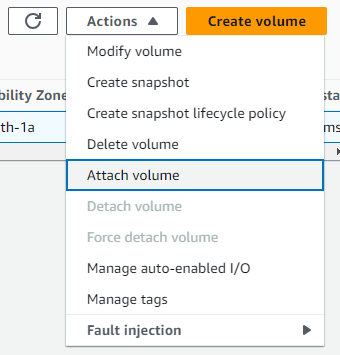 Actions
Create volume
Modify volume
Create snapshot
Create snapshot lifecycle policy
Delete volume
Attach volume
Detach volume
Force detach volume
Manage auto-enabled I/O
Manage tags
Fault injection
bility Zone
sta
th-1a
ms